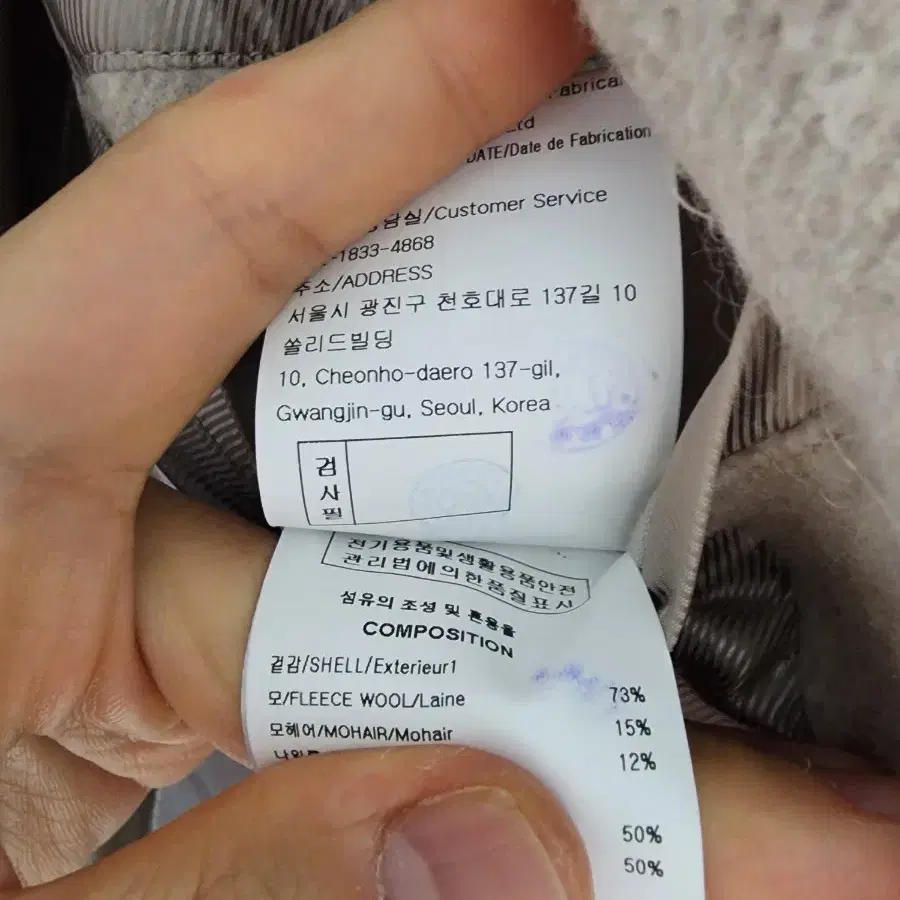 DATE/Date de Fabrication
담실/Customer Service
-1833-4868
주소/ADDRESS
서울시 광진구 천호대로 137길 10
쏠리드빌딩
10, Cheonho-daero 137-gil,
Gwangjin-gu, Seoul, Korea
검
사
필
전기용품및생활용품안전
관리법에의한품질표시
섬유의 조성 및 혼용율
COMPOSITION
겉감/SHELL/Exterieur1
모/FLEECE WOOL/Laine 73%
모헤어/MOHAIR/Mohair 15%
12%
50%
50%